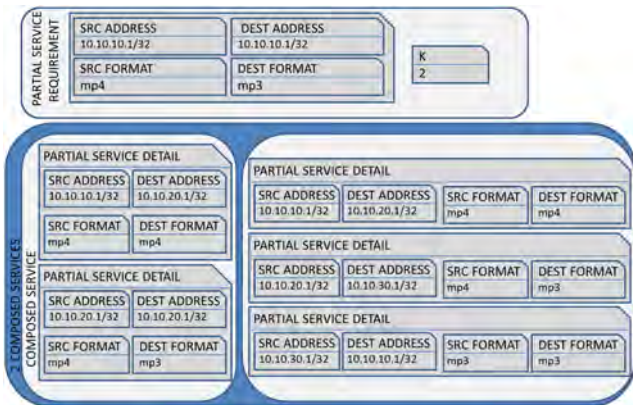 PARTIAL SERVICE
REQUIREMENT
SRC ADDRESS DEST ADDRESS
10.10.10.1/32 10.10.10.1/32
SRC FORMAT DEST FORMAT
mp4 mp3
K
2
2 COMPOSED SERVICES
COMPOSED SERVICE
PARTIAL SERVICE DETAIL
SRC ADDRESS DEST ADDRESS
10.10.10.1/32 10.10.20.1/32
SRC FORMAT DEST FORMAT
mp4 mp4
PARTIAL SERVICE DETAIL
SRC ADDRESS DEST ADDRESS
10.10.20.1/32 10.10.20.1/32
SRC FORMAT DEST FORMAT
mp4 mp3
PARTIAL SERVICE DETAIL
SRC ADDRESS DEST ADDRESS SRC FORMAT DEST FORMAT
10.10.10.1/32 10.10.20.1/32 mp4 mp4
PARTIAL SERVICE DETAIL
SRC ADDRESS DEST ADDRESS SRC FORMAT DEST FORMAT
10.10.20.1/32 10.10.30.1/32 mp4 mp3
PARTIAL SERVICE DETAIL
SRC ADDRESS DEST ADDRESS SRC FORMAT DEST FORMAT
10.10.30.1/32 10.10.10.1/32 mp3 mp3